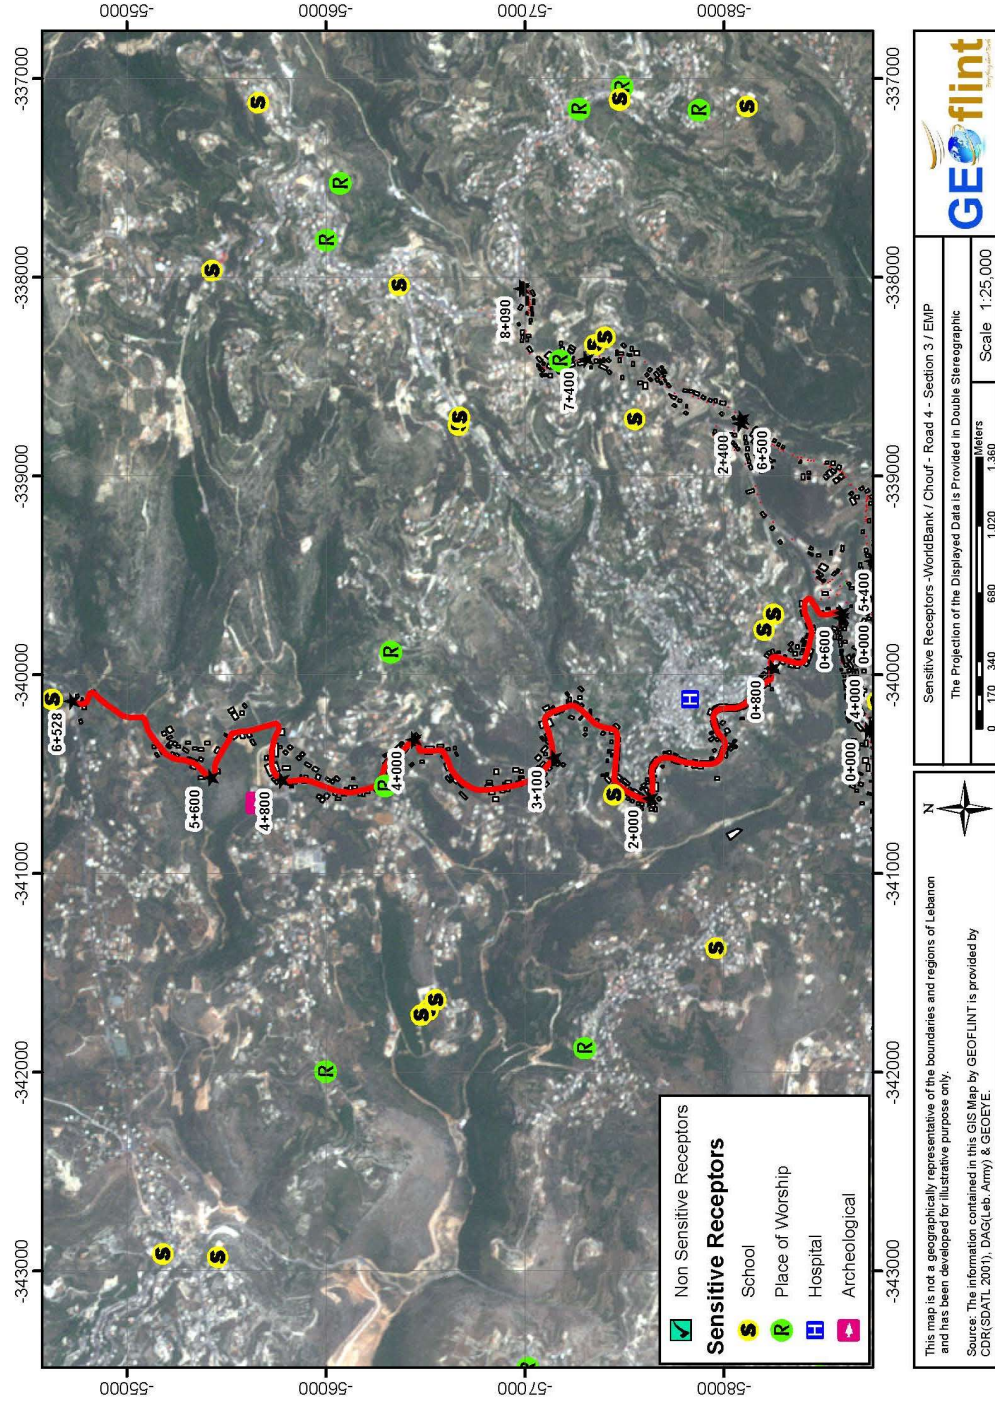 -337000
-338000
-339000
-340000
-341000
-342000
-343000
-55000
-56000
-57000
-58000
-55000
-56000
-57000
-58000
6+528
5+600
4+800
4+000
3+100
2+000
0+800
0+600
0+000
5+400
4+000
0+000
2+400
6+500
7+400
8+090
S
R
H
Non Sensitive Receptors
Sensitive Receptors
S School
R Place of Worship
H Hospital
Archeological
This map is not a geographically representative of the boundaries and regions of Lebanon
and has been developed for illustrative purpose only.
Source: The information contained in this GIS Map by GEOFLINT is provided by
CDR(SDATL 2001), DAG(Leb. Army) & GEOEYE.
N
Sensitive Receptors -WorldBank / Chouf - Road 4 - Section 3 / EMP
The Projection of the Displayed Data is Provided in Double Stereographic
Meters
0 170 340 680 1.020 1.360
Scale 1:25,000
GEOflint